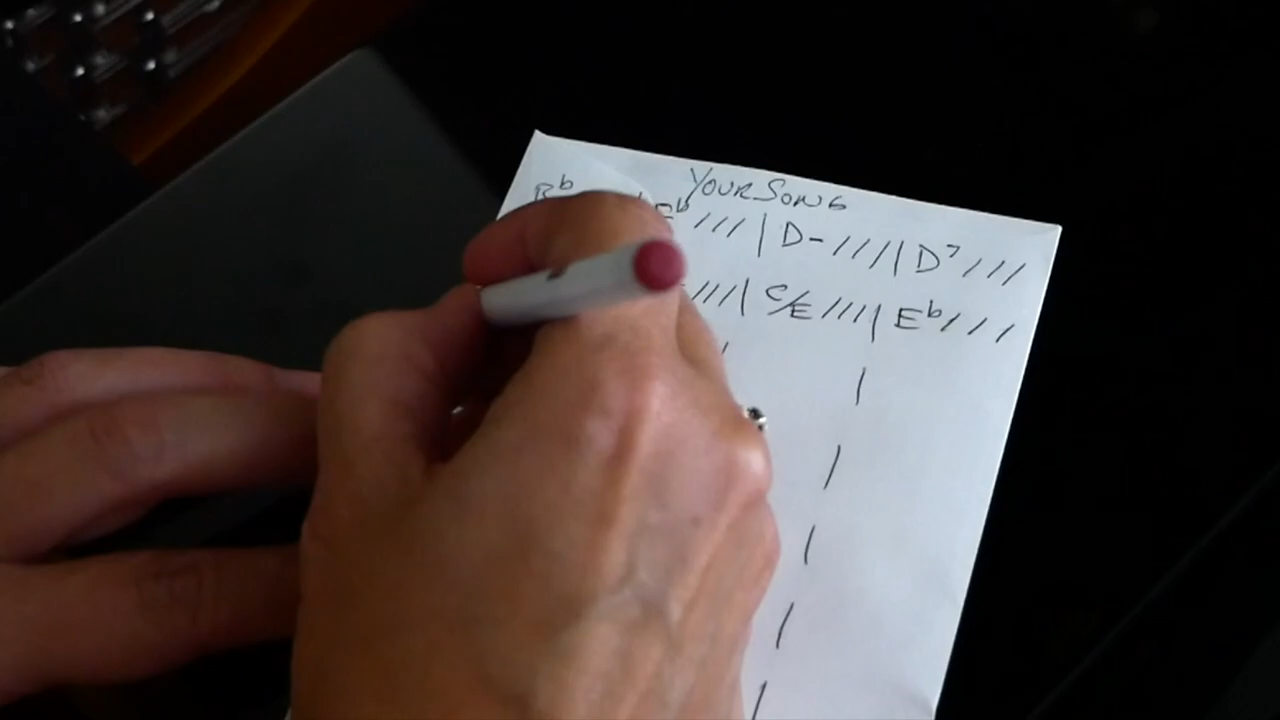 YOUR SONG
B♭ E♭ /// | D- //// | D7 ///
//// | C/E //// | E♭ ///